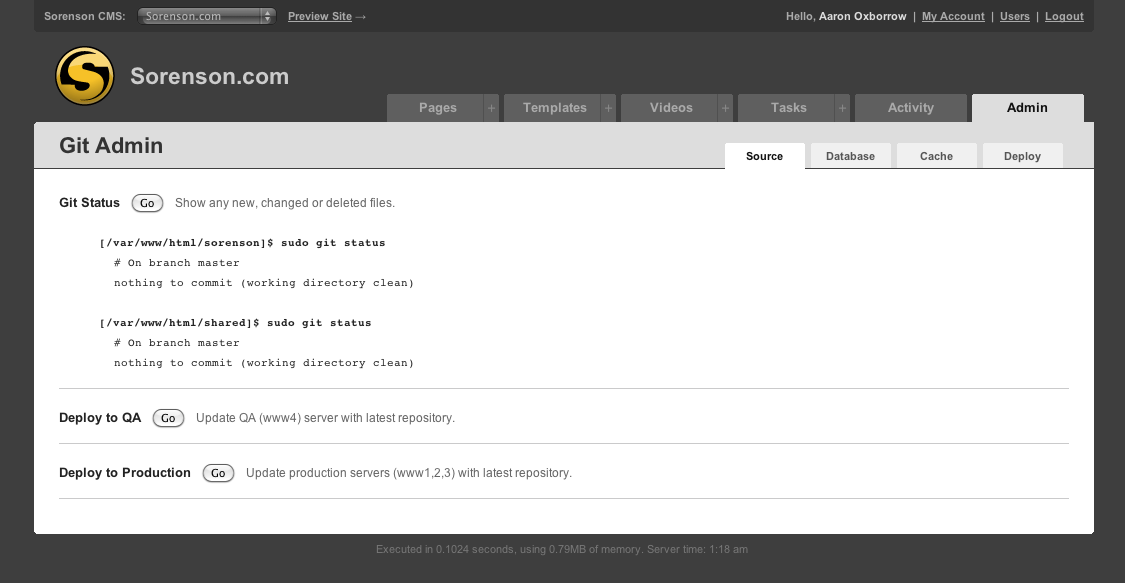 Sorenson CMS: Sorenson.com Preview Site → Hello, Aaron Oxborrow | My Account | Users | Logout
S Sorenson.com
Pages + Templates + Videos + Tasks + Activity Admin
Git Admin
Source Database Cache Deploy
Git Status Go Show any new, changed or deleted files.
[/var/www/html/sorenson]$ sudo git status
# On branch master
nothing to commit (working directory clean)
[/var/www/html/shared]$ sudo git status
# On branch master
nothing to commit (working directory clean)
Deploy to QA Go Update QA (www4) server with latest repository.
Deploy to Production Go Update production servers (www1,2,3) with latest repository.
Executed in 0.1024 seconds, using 0.79MB of memory. Server time: 1:18 am